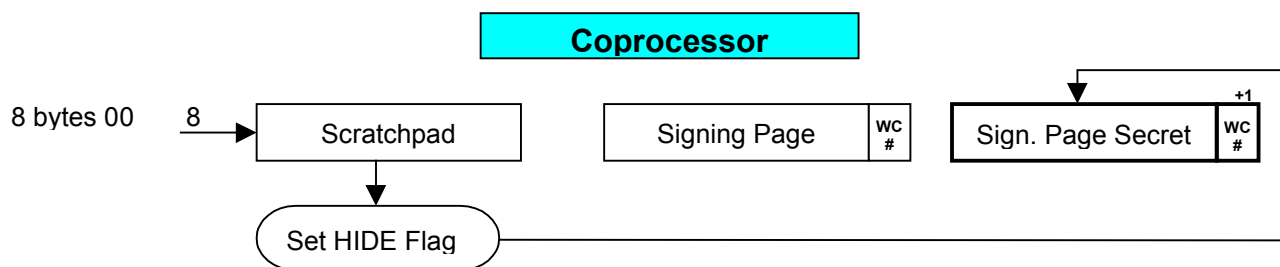 Coprocessor
8 bytes 00
8
Scratchpad
Signing Page
WC
#
Sign. Page Secret
+1
WC
#
Set HIDE Flag